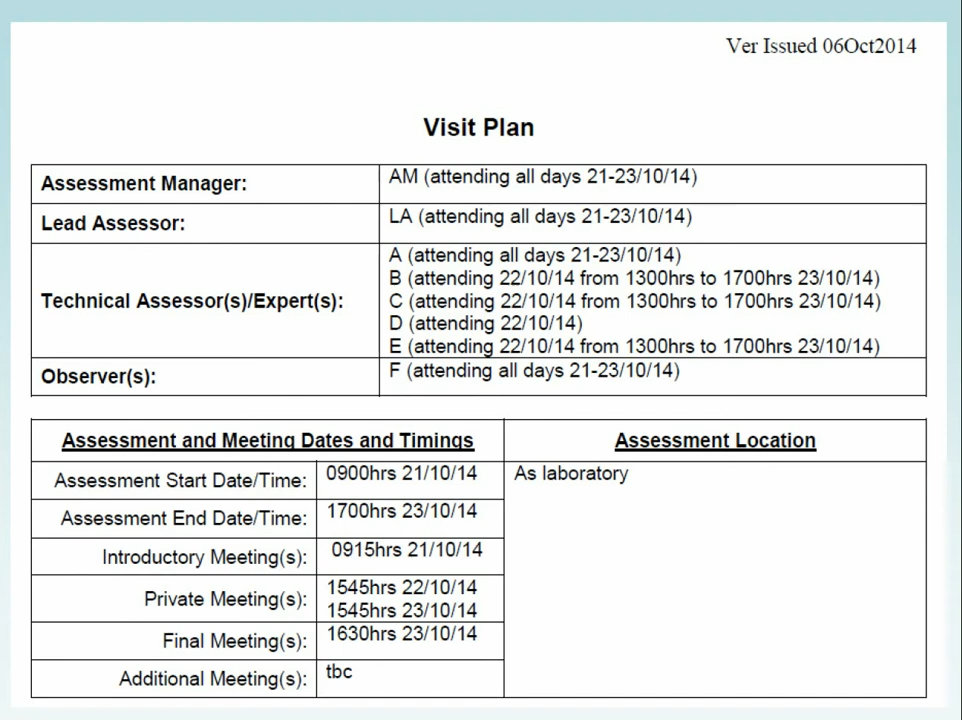 Ver Issued 06Oct2014
Visit Plan
Assessment Manager:
AM (attending all days 21-23/10/14)
Lead Assessor:
LA (attending all days 21-23/10/14)
Technical Assessor(s)/Expert(s):
A (attending all days 21-23/10/14)
B (attending 22/10/14 from 1300hrs to 1700hrs 23/10/14)
C (attending 22/10/14 from 1300hrs to 1700hrs 23/10/14)
D (attending 22/10/14)
E (attending 22/10/14 from 1300hrs to 1700hrs 23/10/14)
Observer(s):
F (attending all days 21-23/10/14)
Assessment and Meeting Dates and Timings
Assessment Location
Assessment Start Date/Time:
0900hrs 21/10/14
As laboratory
Assessment End Date/Time:
1700hrs 23/10/14
Introductory Meeting(s):
0915hrs 21/10/14
Private Meeting(s):
1545hrs 22/10/14
1545hrs 23/10/14
Final Meeting(s):
1630hrs 23/10/14
Additional Meeting(s):
tbc